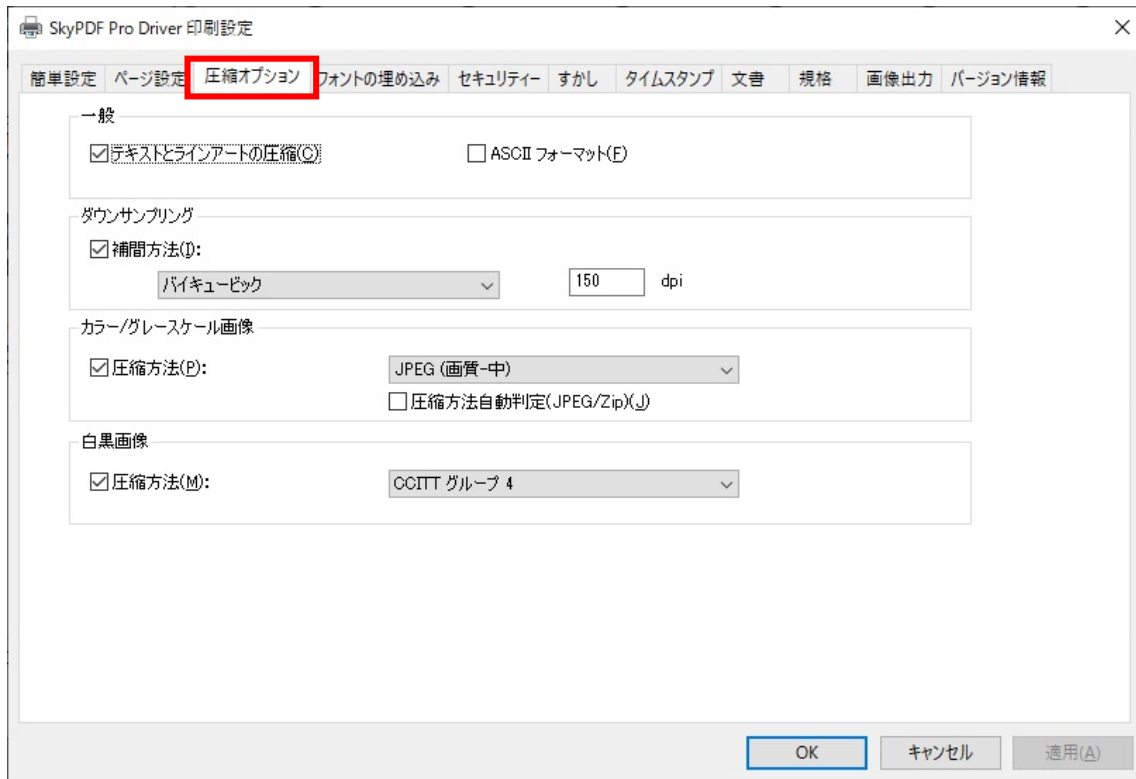 SkyPDF Pro Driver 印刷設定
簡単設定 ページ設定 圧縮オプション フォントの埋め込み セキュリティー すかし タイムスタンプ 文書 規格 画像出力 バージョン情報
一般
テキストとラインアートの圧縮(C) ASCII フォーマット(F)
ダウンサンプリング
補間方法(I):
バイキュービック 150 dpi
カラー/グレースケール画像
圧縮方法(P): JPEG (画質-中)
圧縮方法自動判定(JPEG/Zip)(J)
白黒画像
圧縮方法(M): CCITT グループ 4
OK キャンセル 適用(A)